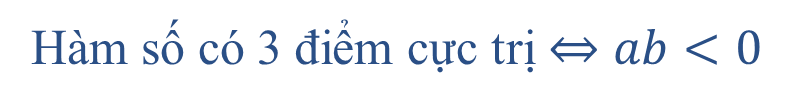 Hàm số có 3 điểm cực trị ⇔ 𝑎𝑏 < 0